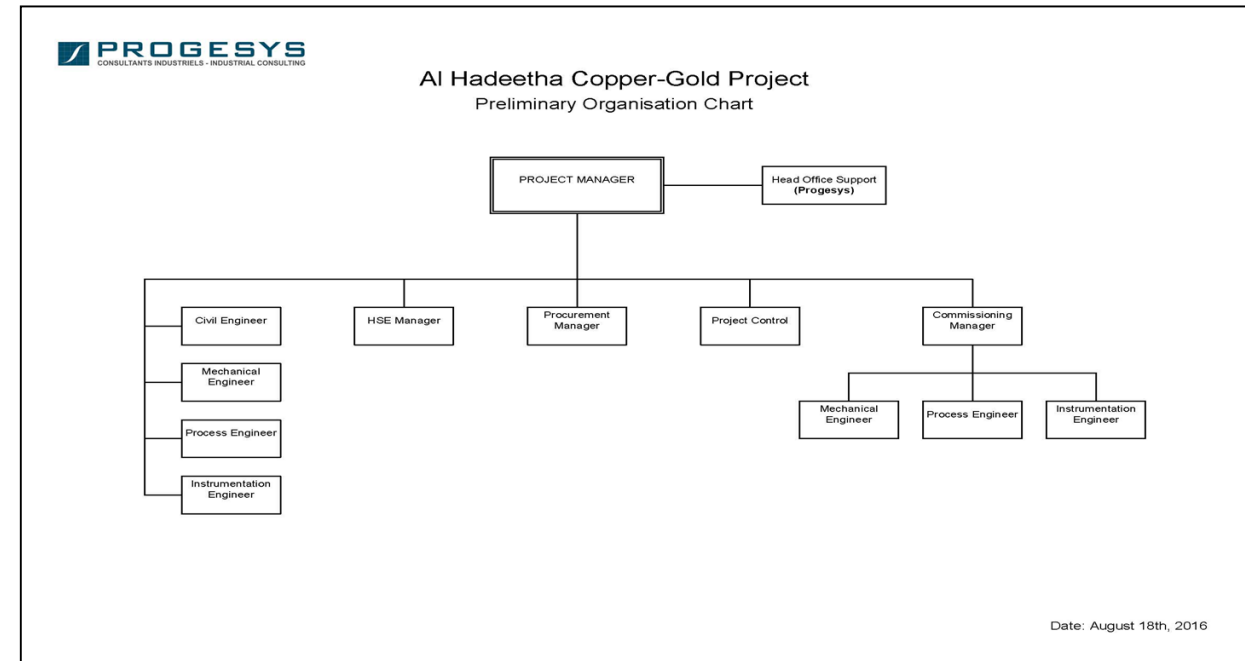 PROGESYS
CONSULTANTS INDUSTRIELS - INDUSTRIAL CONSULTING
Al Hadeetha Copper-Gold Project
Preliminary Organisation Chart
PROJECT MANAGER
Head Office Support
(Progesys)
Civil Engineer
HSE Manager
Procurement
Manager
Project Control
Commissioning
Manager
Mechanical
Engineer
Process Engineer
Instrumentation
Engineer
Mechanical
Engineer
Process Engineer
Instrumentation
Engineer
Date: August 18th, 2016